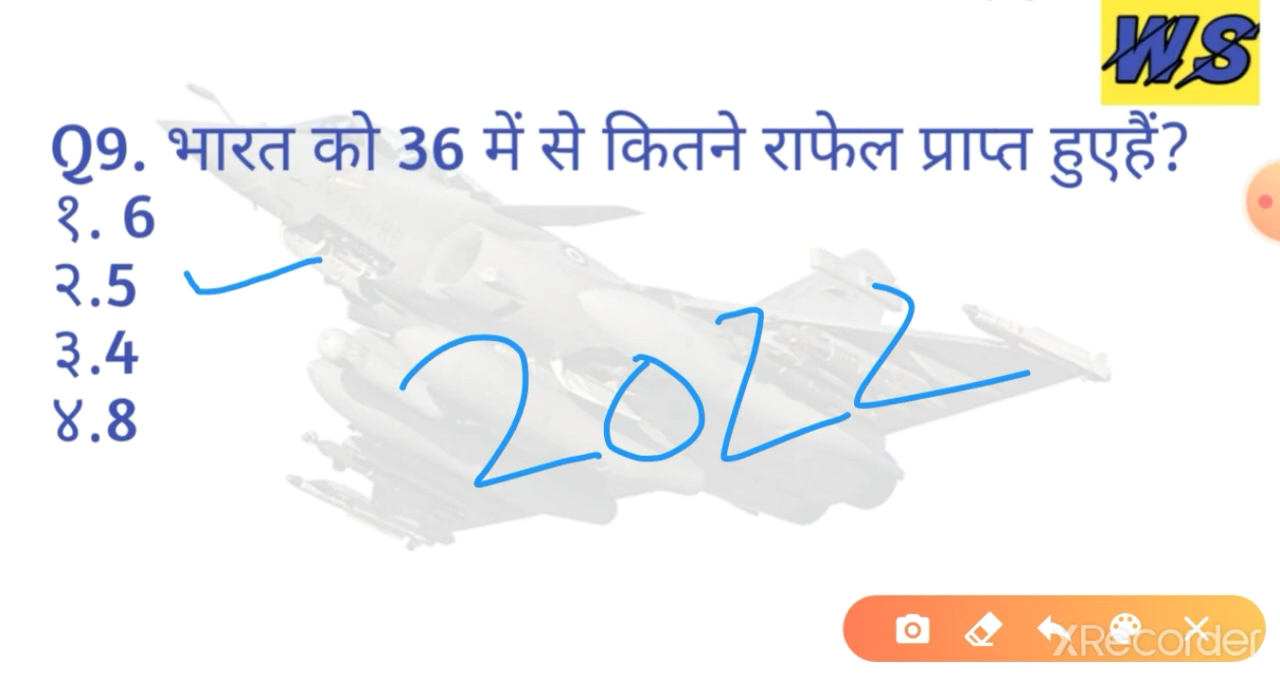 WS
Q9. भारत को 36 में से कितने राफेल प्राप्त हुएहैं?
१. 6
२.5
३.4
४.8
2022
XRecorder